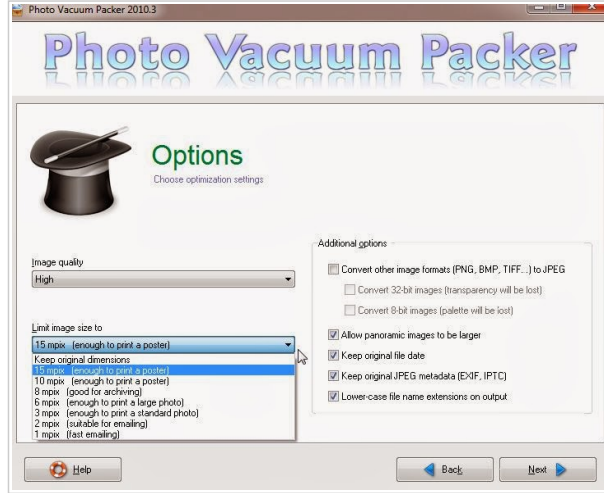 Photo Vacuum Packer 2010.3
Photo Vacuum Packer
Options
Choose optimization settings
Image quality
High
Limit image size to
15 mpix (enough to print a poster)
Keep original dimensions
15 mpix (enough to print a poster)
10 mpix (enough to print a poster)
8 mpix (good for archiving)
6 mpix (enough to print a large photo)
3 mpix (enough to print a standard photo)
2 mpix (suitable for emailing)
1 mpix (fast emailing)
Additional options
Convert other image formats (PNG, BMP, TIFF...) to JPEG
Convert 32-bit images (transparency will be lost)
Convert 8-bit images (palette will be lost)
Allow panoramic images to be larger
Keep original file date
Keep original JPEG metadata (EXIF, IPTC)
Lower-case file name extensions on output
Help
Back
Next